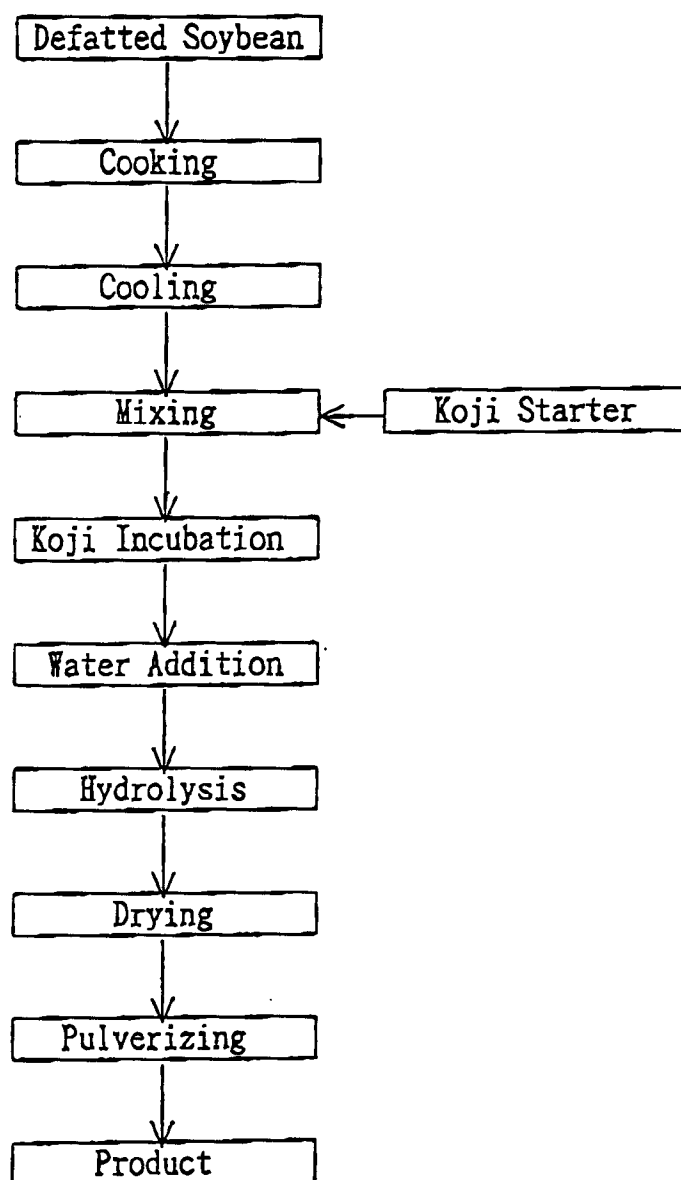 Defatted Soybean
Cooking
Cooling
Mixing
Koji Starter
Koji Incubation
Water Addition
Hydrolysis
Drying
Pulverizing
Product